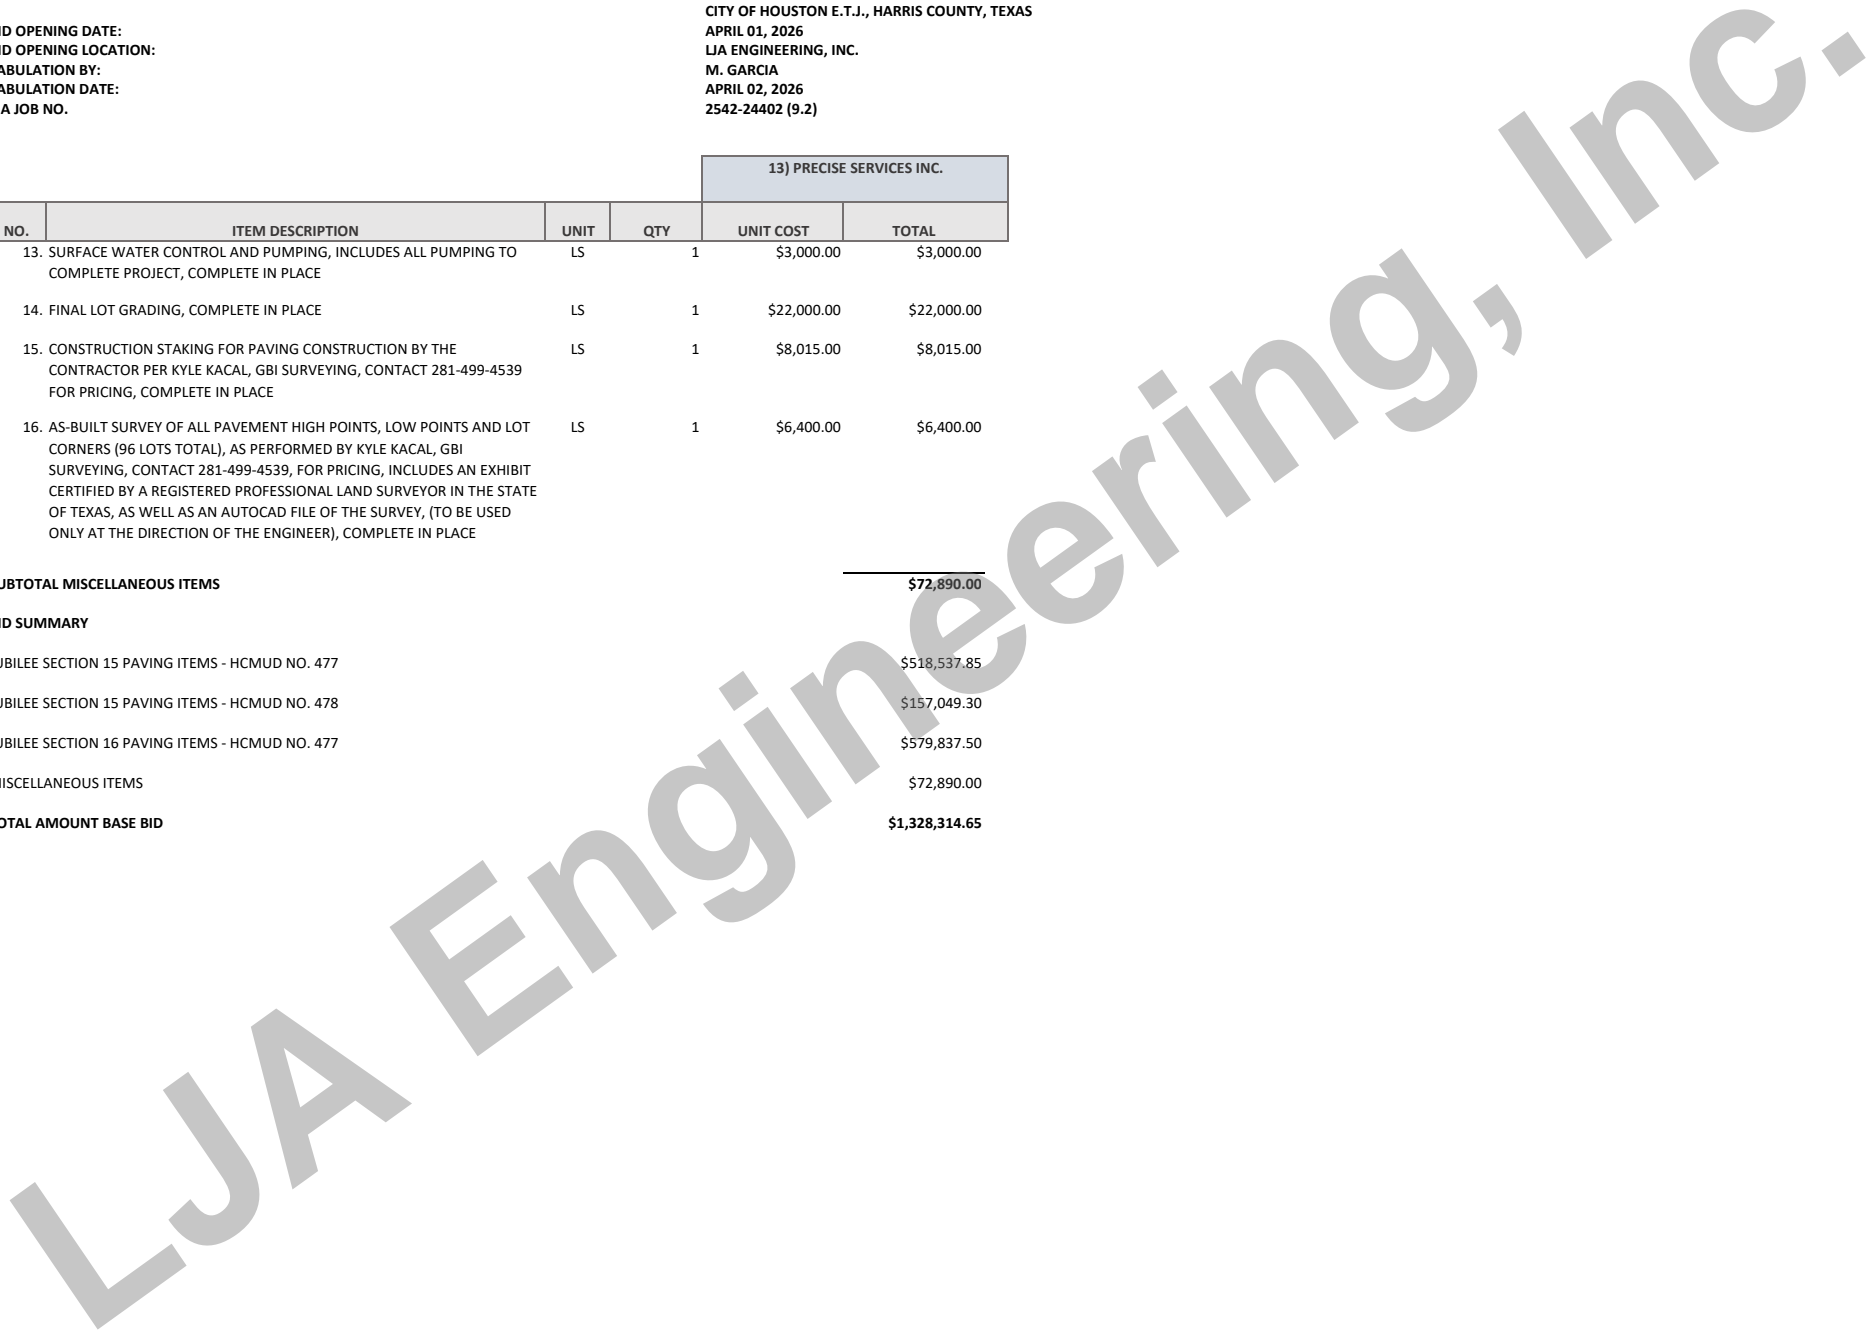 CITY OF HOUSTON E.T.J., HARRIS COUNTY, TEXAS
D OPENING DATE: APRIL 01, 2026
D OPENING LOCATION: LJA ENGINEERING, INC.
ABULATION BY: M. GARCIA
ABULATION DATE: APRIL 02, 2026
A JOB NO. 2542-24402 (9.2)
13) PRECISE SERVICES INC.
NO. ITEM DESCRIPTION UNIT QTY UNIT COST TOTAL
13. SURFACE WATER CONTROL AND PUMPING, INCLUDES ALL PUMPING TO LS 1 $3,000.00 $3,000.00
COMPLETE PROJECT, COMPLETE IN PLACE
14. FINAL LOT GRADING, COMPLETE IN PLACE LS 1 $22,000.00 $22,000.00
15. CONSTRUCTION STAKING FOR PAVING CONSTRUCTION BY THE LS 1 $8,015.00 $8,015.00
CONTRACTOR PER KYLE KACAL, GBI SURVEYING, CONTACT 281-499-4539
FOR PRICING, COMPLETE IN PLACE
16. AS-BUILT SURVEY OF ALL PAVEMENT HIGH POINTS, LOW POINTS AND LOT LS 1 $6,400.00 $6,400.00
CORNERS (96 LOTS TOTAL), AS PERFORMED BY KYLE KACAL, GBI
SURVEYING, CONTACT 281-499-4539, FOR PRICING, INCLUDES AN EXHIBIT
CERTIFIED BY A REGISTERED PROFESSIONAL LAND SURVEYOR IN THE STATE
OF TEXAS, AS WELL AS AN AUTOCAD FILE OF THE SURVEY, (TO BE USED
ONLY AT THE DIRECTION OF THE ENGINEER), COMPLETE IN PLACE
UBTOTAL MISCELLANEOUS ITEMS $72,890.00
D SUMMARY
UBILEE SECTION 15 PAVING ITEMS - HCMUD NO. 477 $518,537.85
UBILEE SECTION 15 PAVING ITEMS - HCMUD NO. 478 $157,049.30
UBILEE SECTION 16 PAVING ITEMS - HCMUD NO. 477 $579,837.50
ISCELLANEOUS ITEMS $72,890.00
OTAL AMOUNT BASE BID $1,328,314.65
LJA Engineering, Inc.